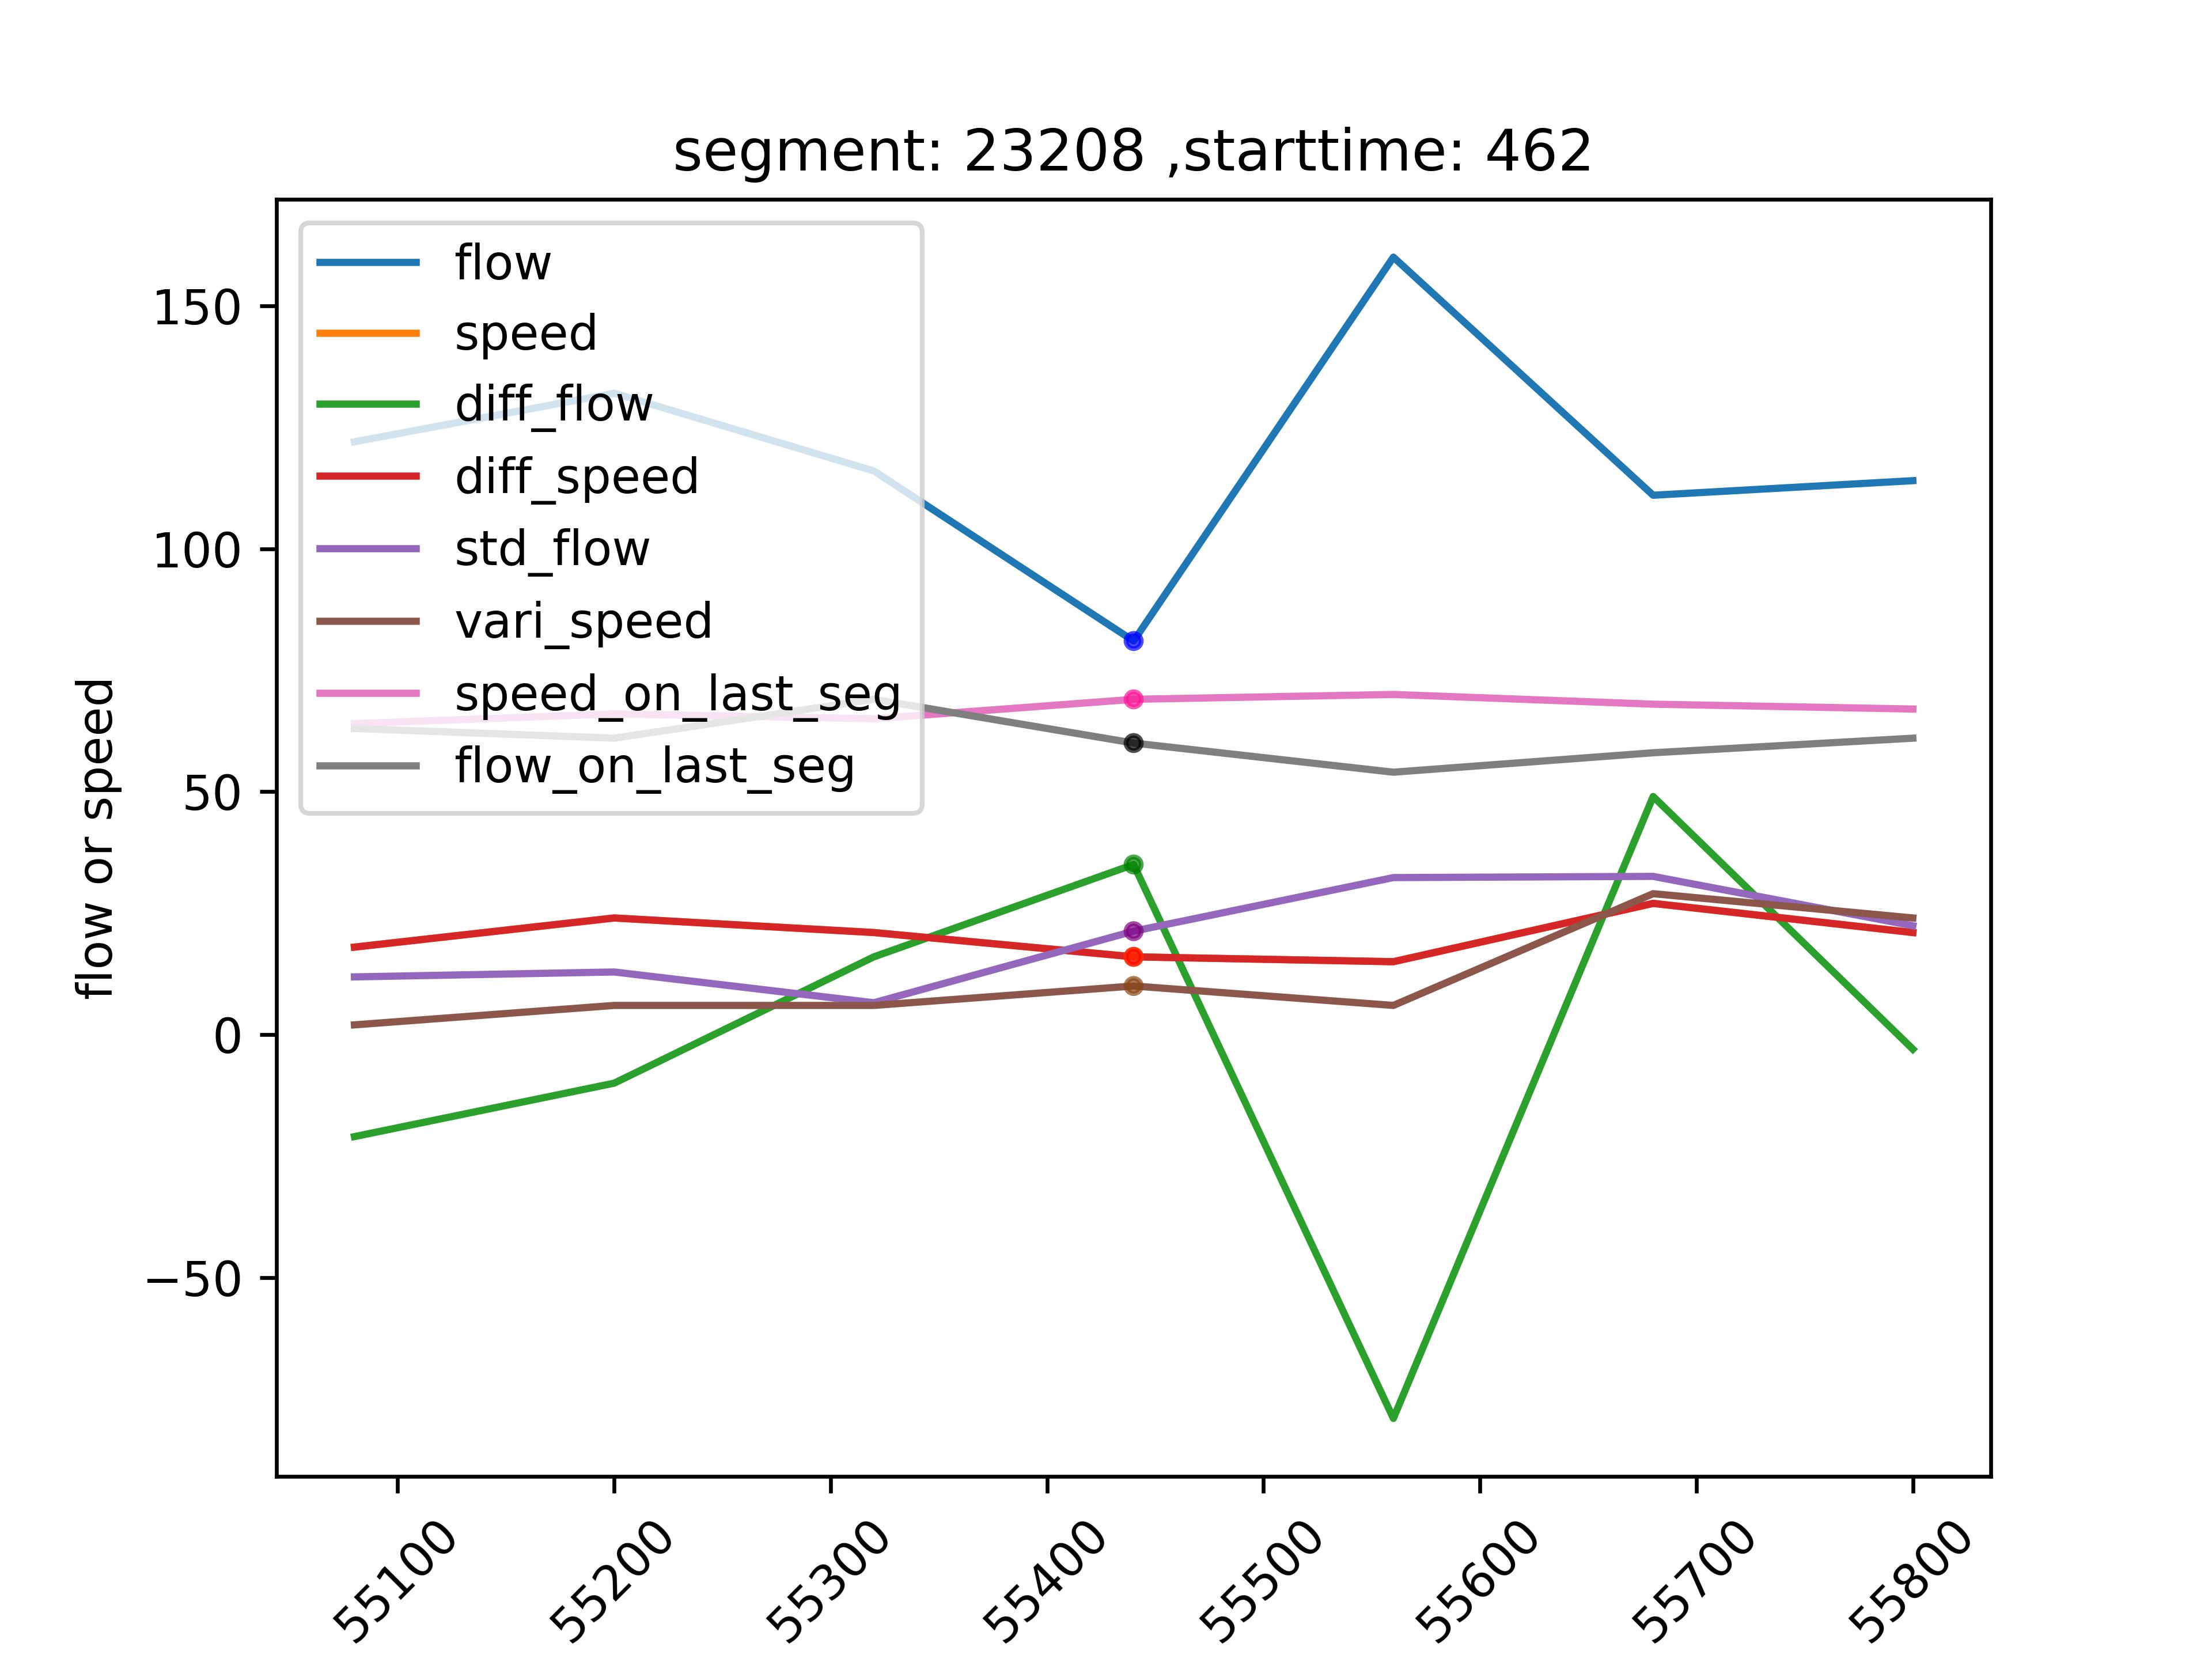 segment: 23208 ,starttime: 462
flow or speed
150
100
50
0
−50
flow
speed
diff_flow
diff_speed
std_flow
vari_speed
speed_on_last_seg
flow_on_last_seg
55100
55200
55300
55400
55500
55600
55700
55800